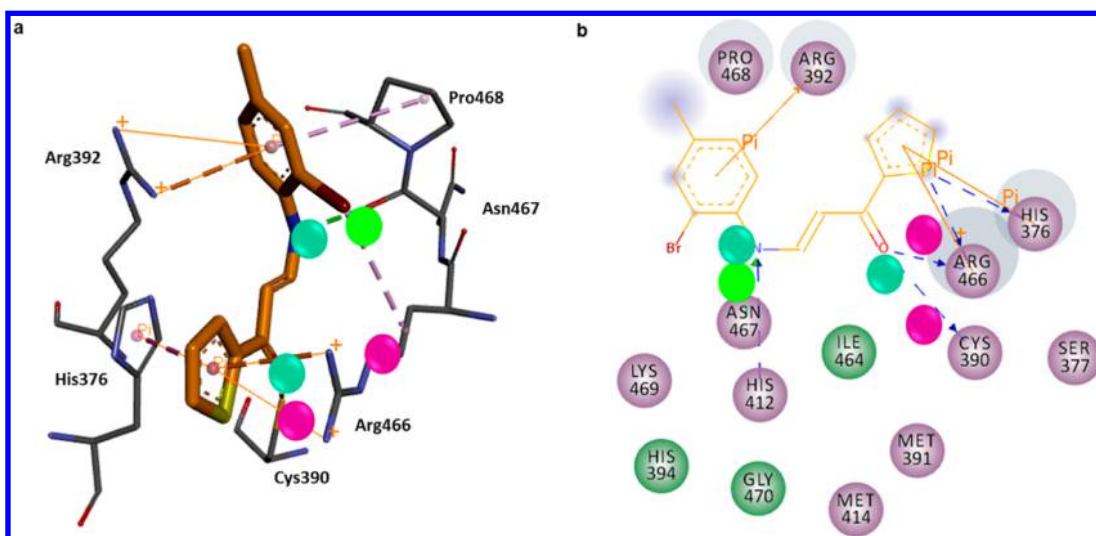 a
Pro468
Arg392
Asn467
His376
Arg466
Cys390
b
PRO
468
ARG
392
Pi
Pi
Pi
Pi
HIS
376
Br
N
O
ARG
466
ASN
467
ILE
464
CYS
390
SER
377
LYS
469
HIS
412
HIS
394
GLY
470
MET
391
MET
414